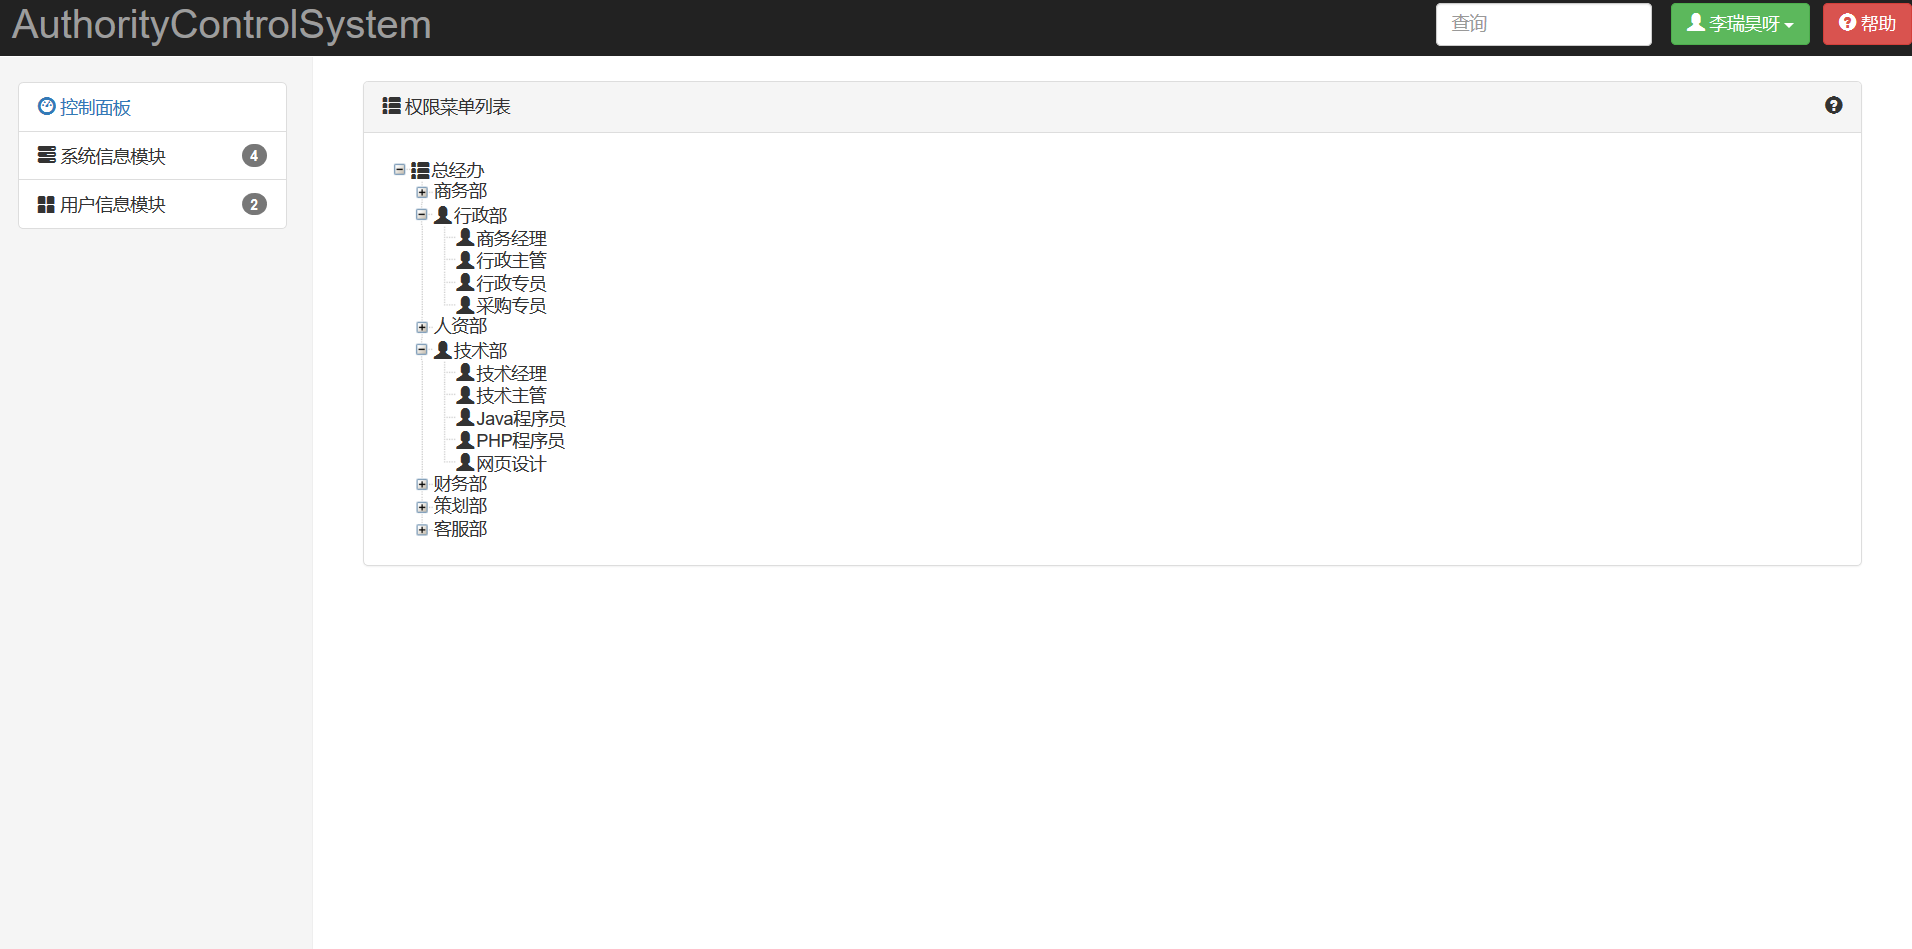 AuthorityControlSystem
查询
李瑞昊呀
帮助
控制面板
系统信息模块 4
用户信息模块 2
权限菜单列表
总经办
商务部
行政部
商务经理
行政主管
行政专员
采购专员
人资部
技术部
技术经理
技术主管
Java程序员
PHP程序员
网页设计
财务部
策划部
客服部